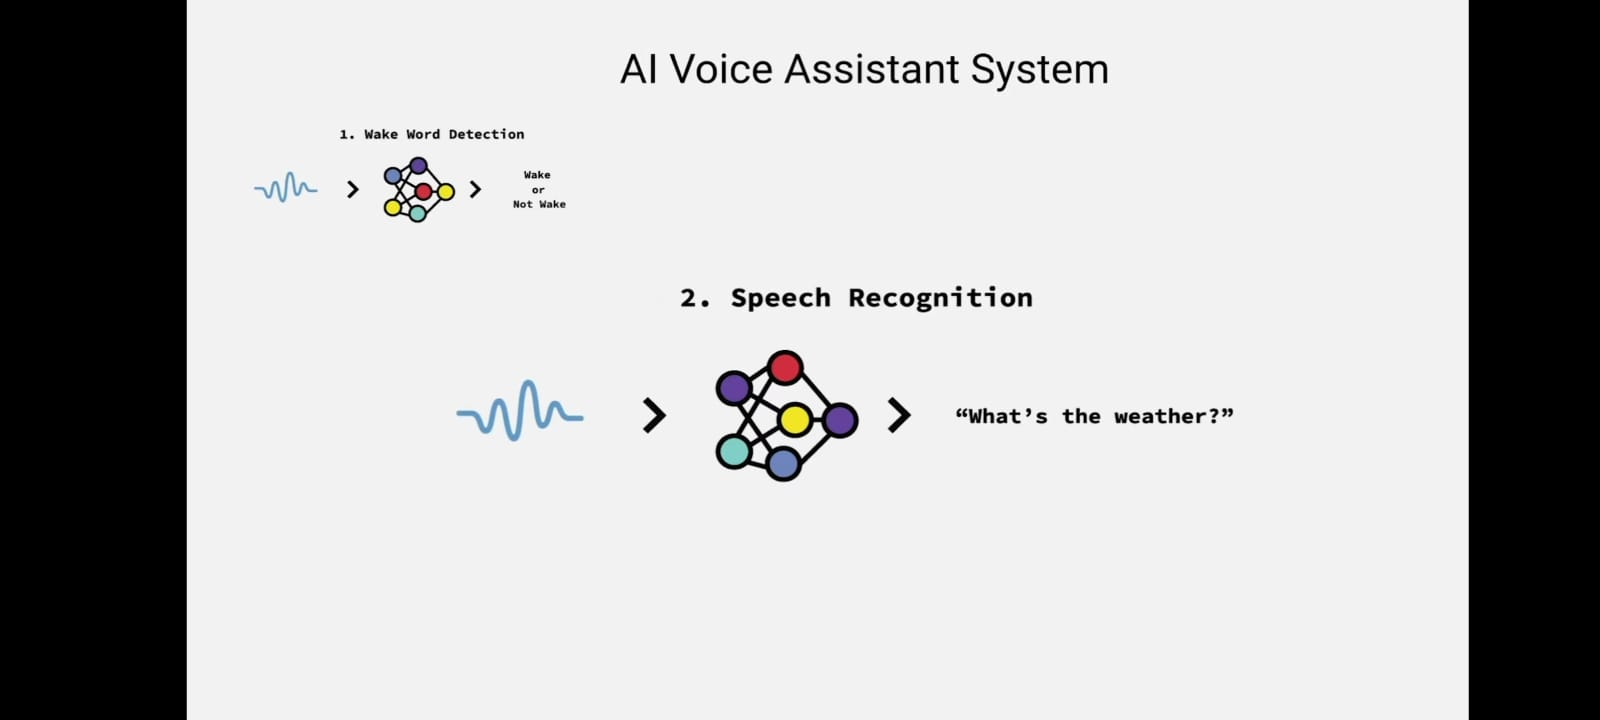 AI Voice Assistant System
1. Wake Word Detection
Wake
or
Not Wake
2. Speech Recognition
“What’s the weather?”